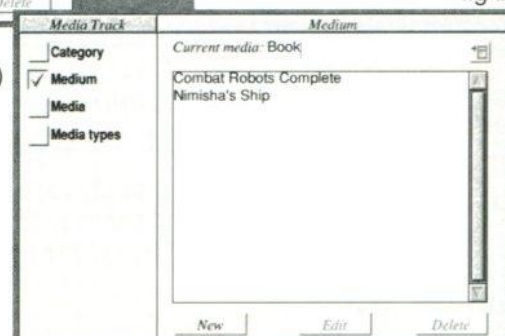 Delete
Media Track
Medium
Category
Medium
Media
Media types
Current media: Book
Combat Robots Complete
Nimisha's Ship
New
Edit
Delete